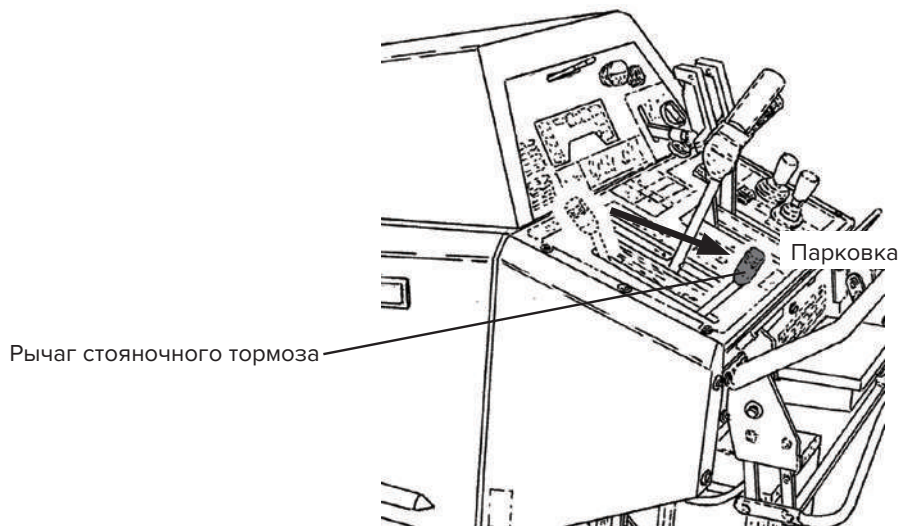 Парковка
Рычаг стояночного тормоза